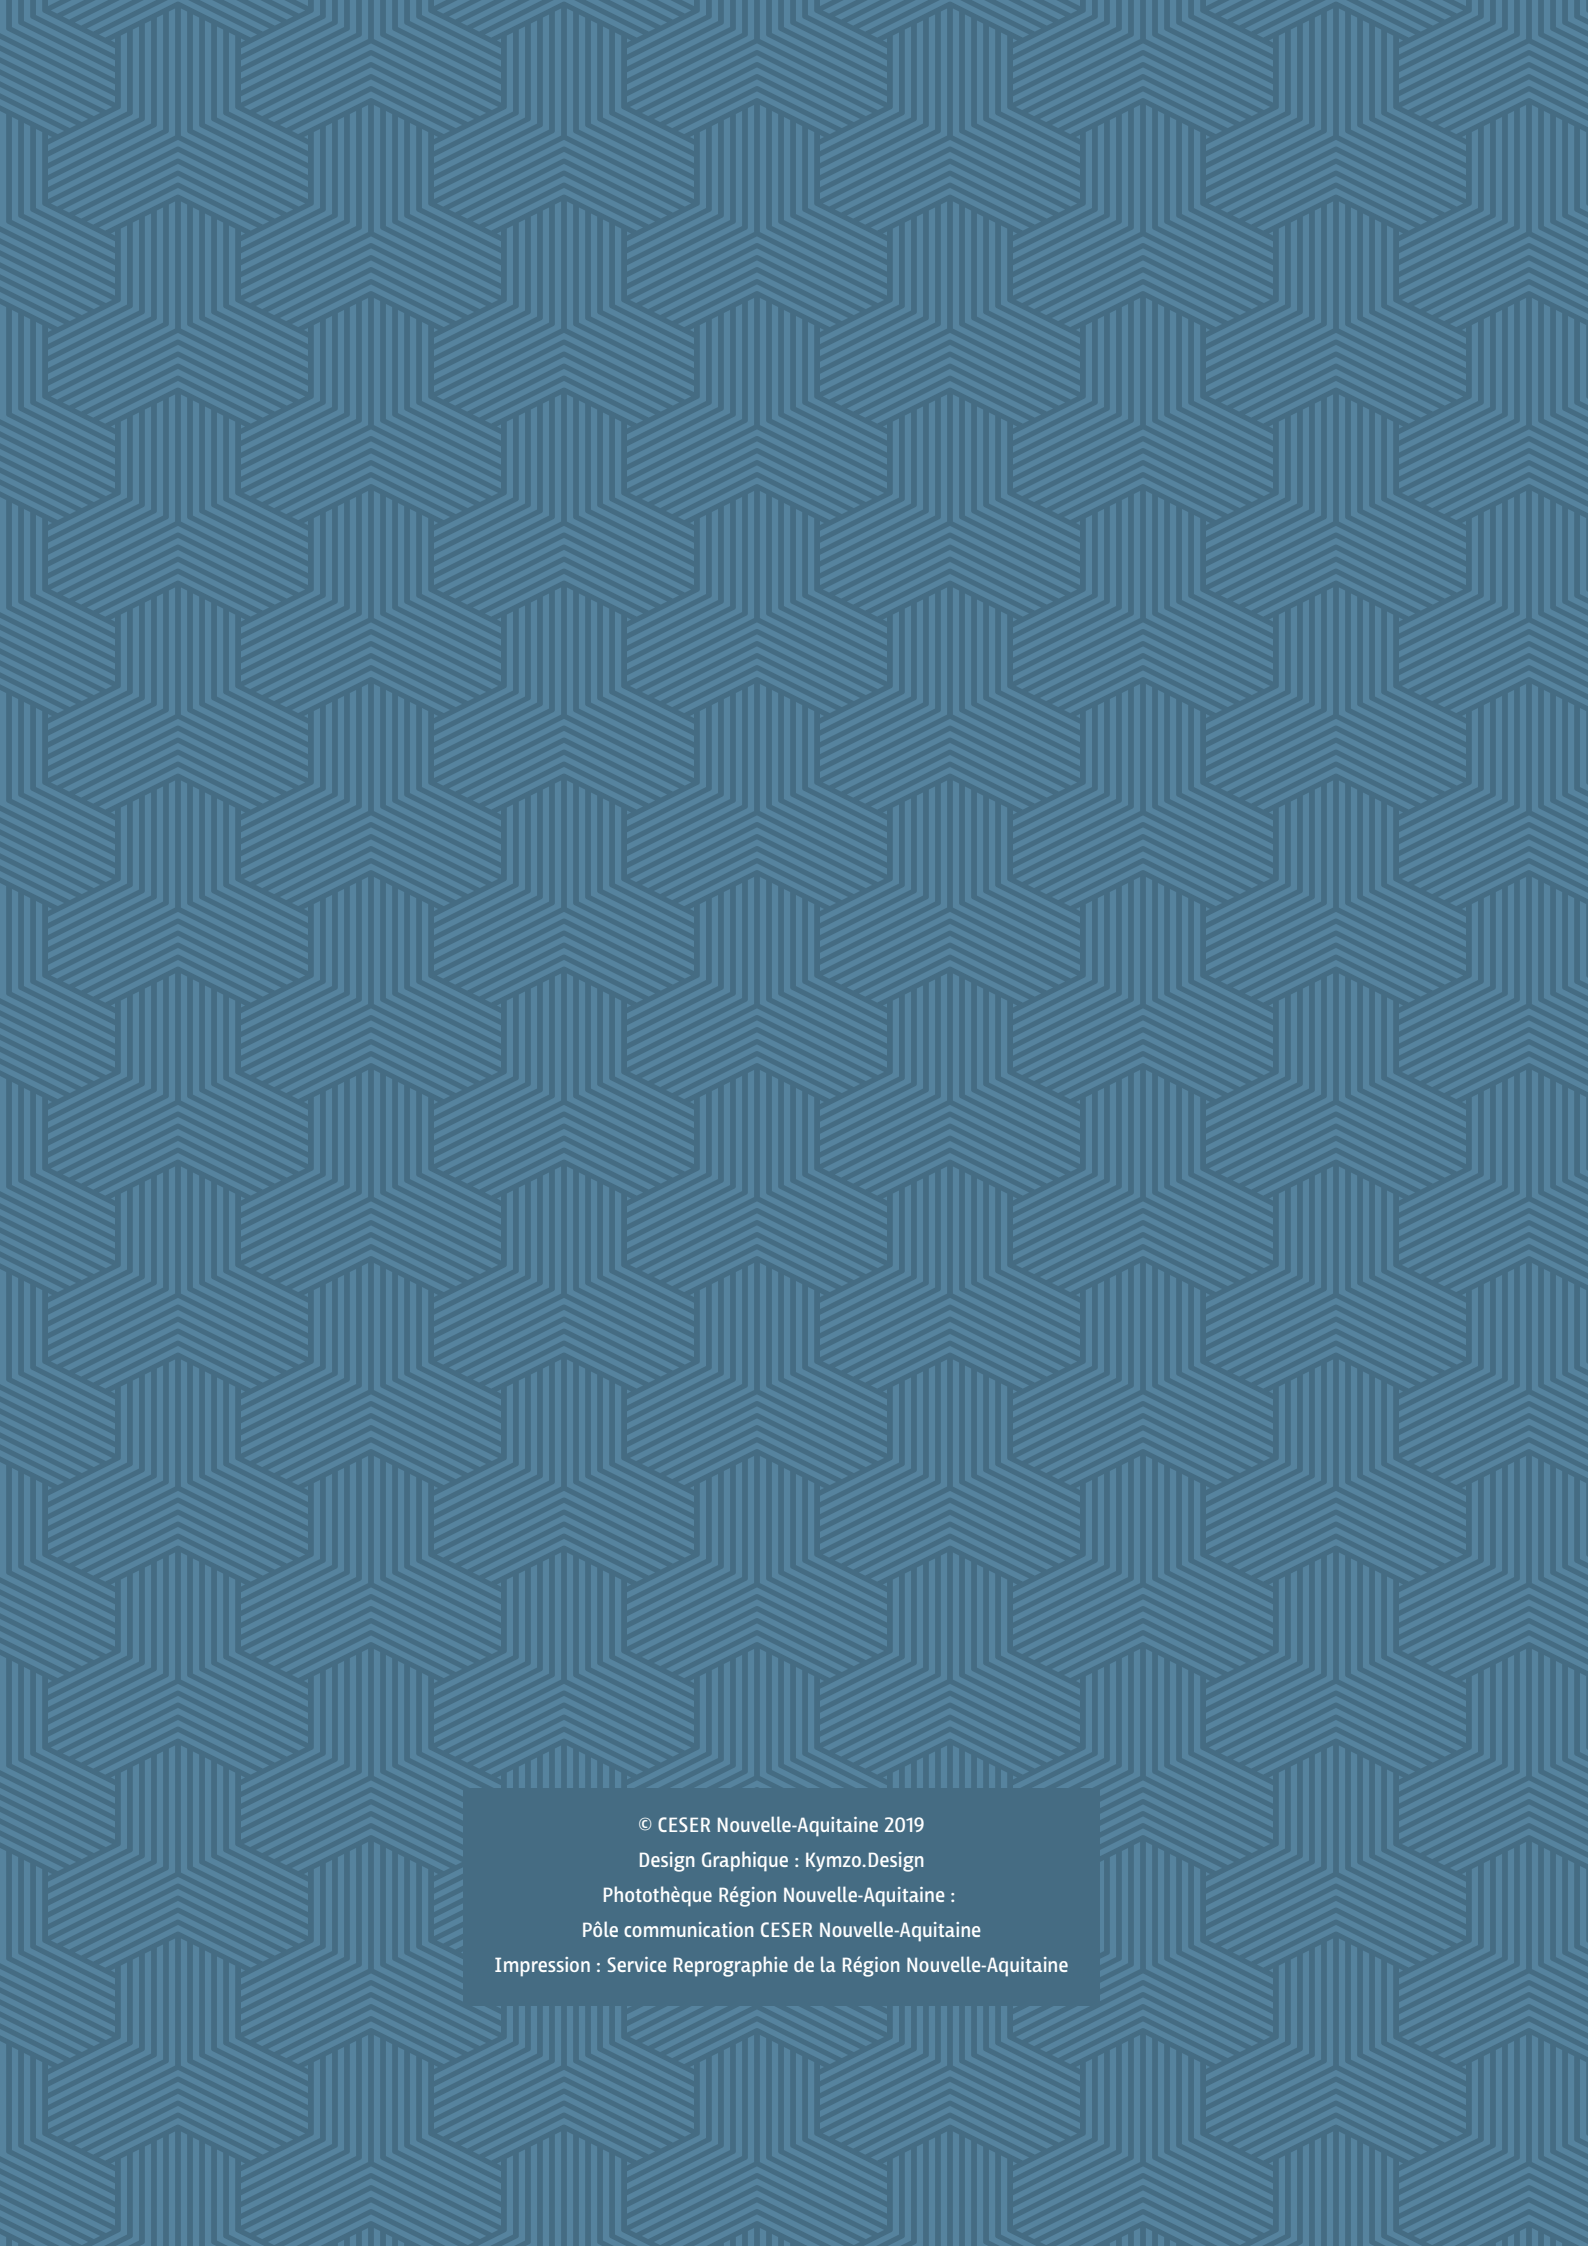 © CESER Nouvelle-Aquitaine 2019
Design Graphique : Kymzo.Design
Photothèque Région Nouvelle-Aquitaine :
Pôle communication CESER Nouvelle-Aquitaine
Impression : Service Reprographie de la Région Nouvelle-Aquitaine